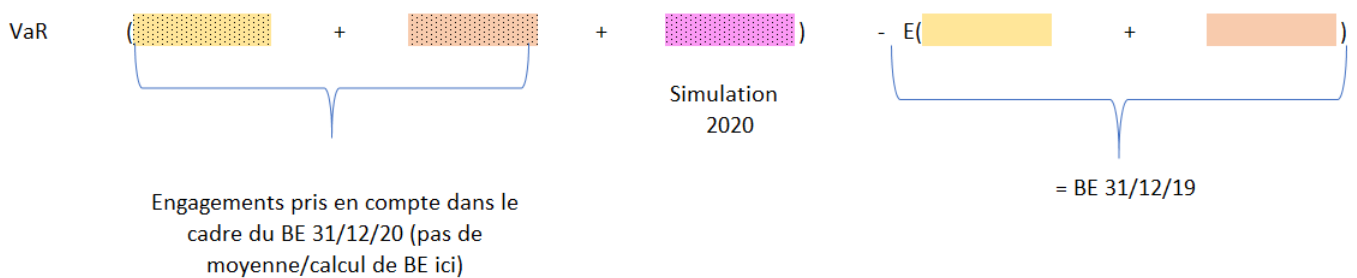 VaR ( + + ) - E( + )
Simulation
2020
= BE 31/12/19
Engagements pris en compte dans le
cadre du BE 31/12/20 (pas de
moyenne/calcul de BE ici)